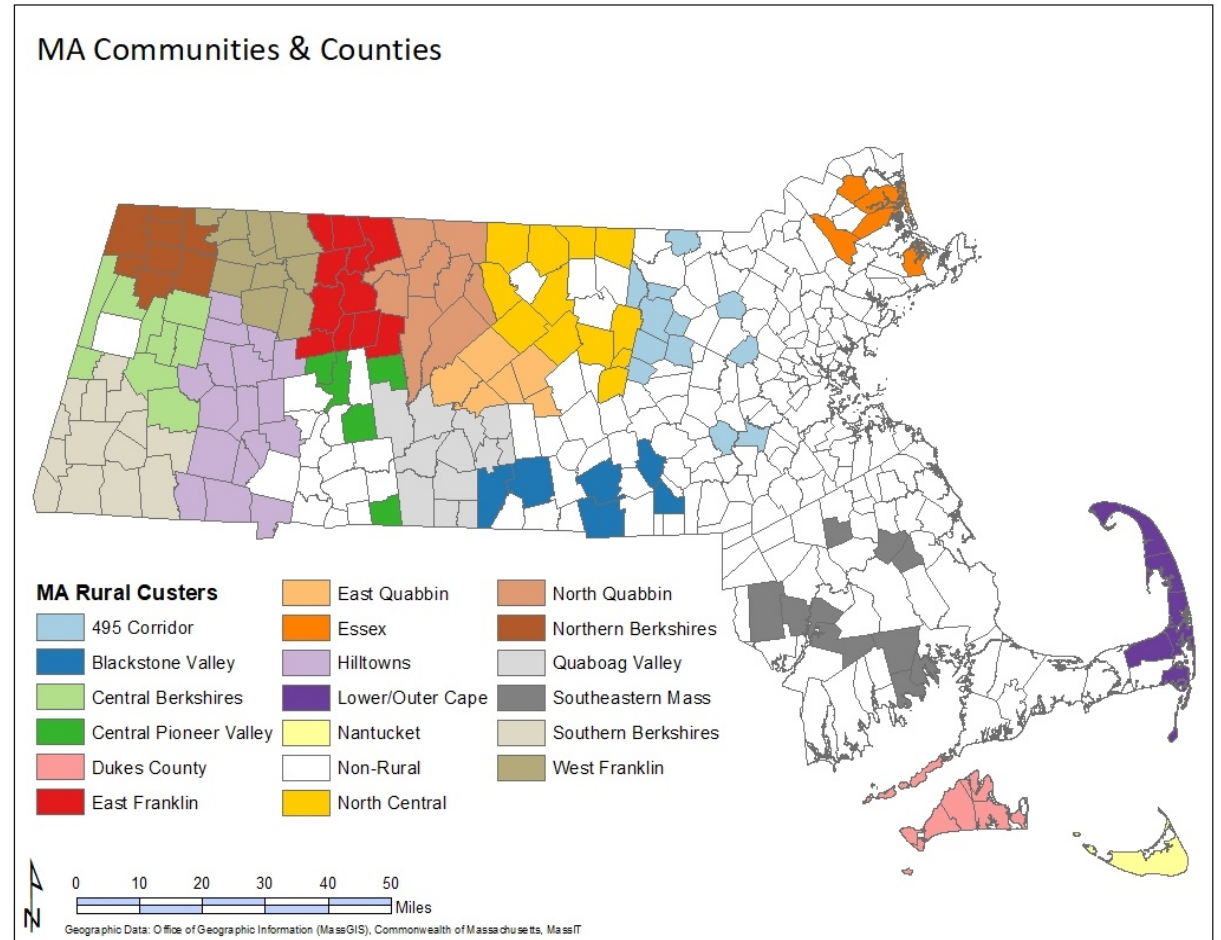 MA Communities & Counties
MA Rural Custers
495 Corridor
Blackstone Valley
Central Berkshires
Central Pioneer Valley
Dukes County
East Franklin
East Quabbin
Essex
Hilltowns
Lower/Outer Cape
Nantucket
Non-Rural
North Central
North Quabbin
Northern Berkshires
Quaboag Valley
Southeastern Mass
Southern Berkshires
West Franklin
N
0 10 20 30 40 50
Miles
Geographic Data: Office of Geographic Information (MassGIS), Commonwealth of Massachusetts, MassIT